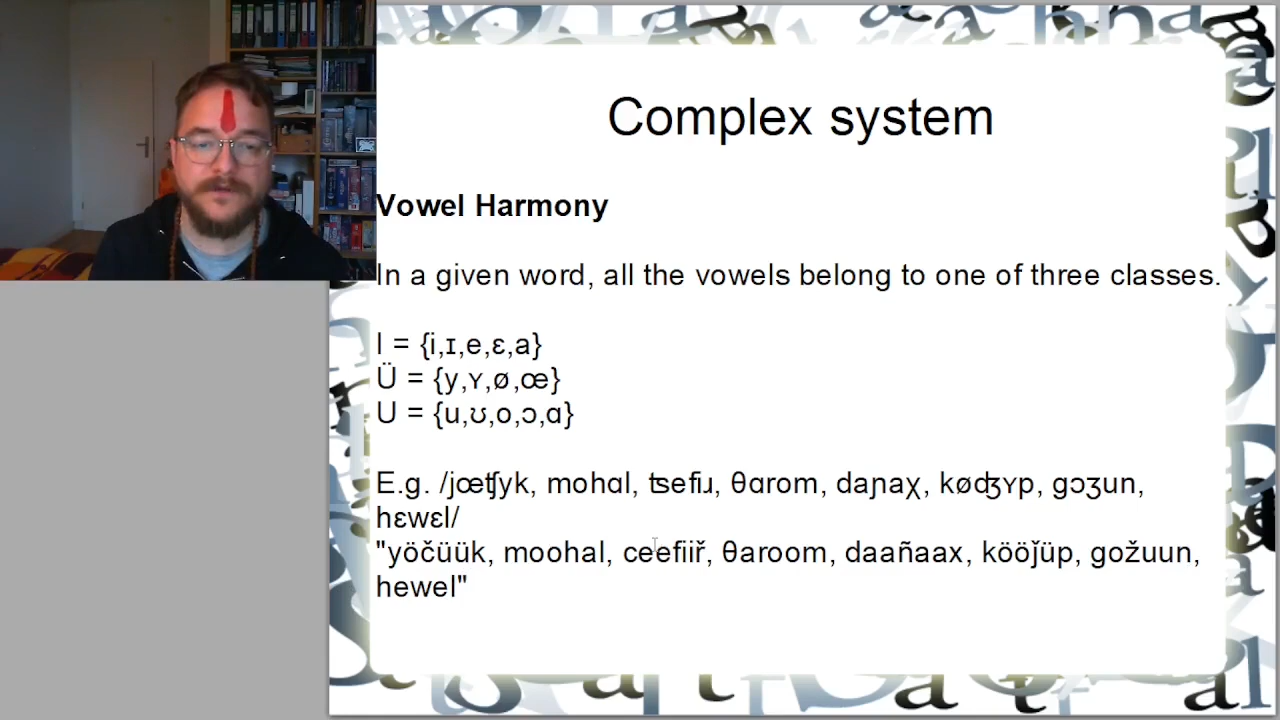 Complex system
Vowel Harmony
In a given word, all the vowels belong to one of three classes.
I = {i,ɪ,e,ɛ,a}
Ü = {y,ʏ,ø,œ}
U = {u,ʊ,o,ɔ,ɑ}
E.g. /jœʧyk, mohɑl, ʦefiɹ, θɑrom, daɲaχ, køʤʏp, gɔʒun,
hɛwɛl/
"yöčüük, moohal, ceefiiř, θaroom, daañaax, kööǰüp, gožuun,
hewel"